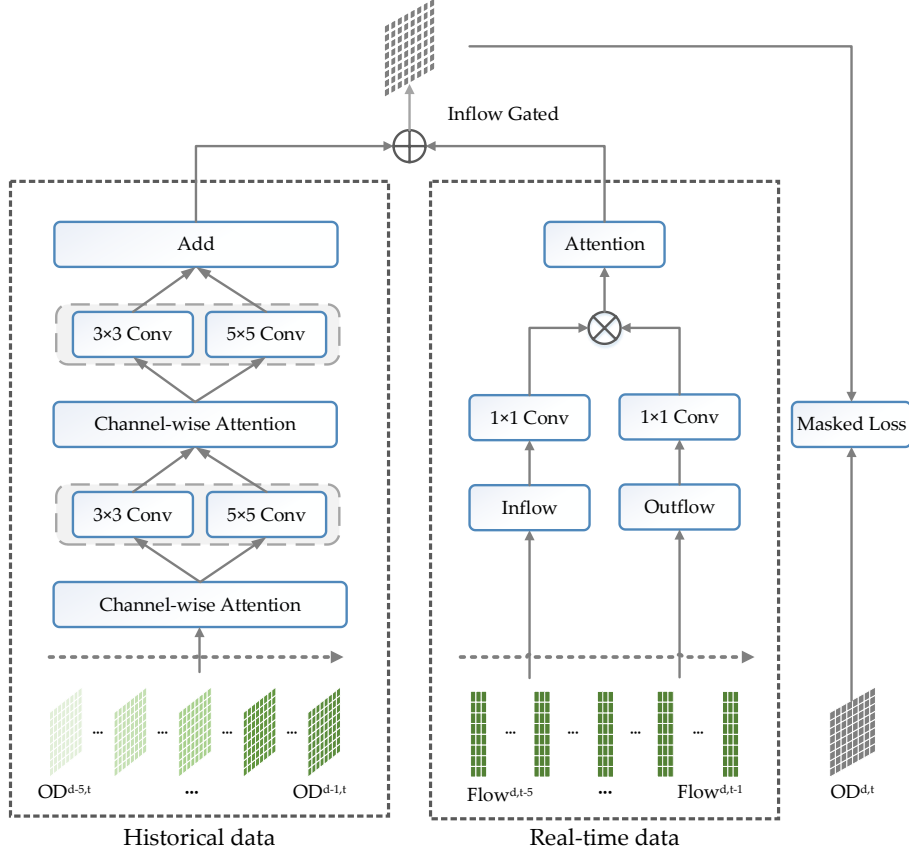 Inflow Gated
Add
Attention
3×3 Conv
5×5 Conv
1×1 Conv
1×1 Conv
Channel-wise Attention
Masked Loss
3×3 Conv
5×5 Conv
Inflow
Outflow
Channel-wise Attention
... ... ... ...
... ... ... ...
OD^d-5,t
...
OD^d-1,t
Flow^d,t-5
...
Flow^d,t-1
OD^d,t
Historical data
Real-time data